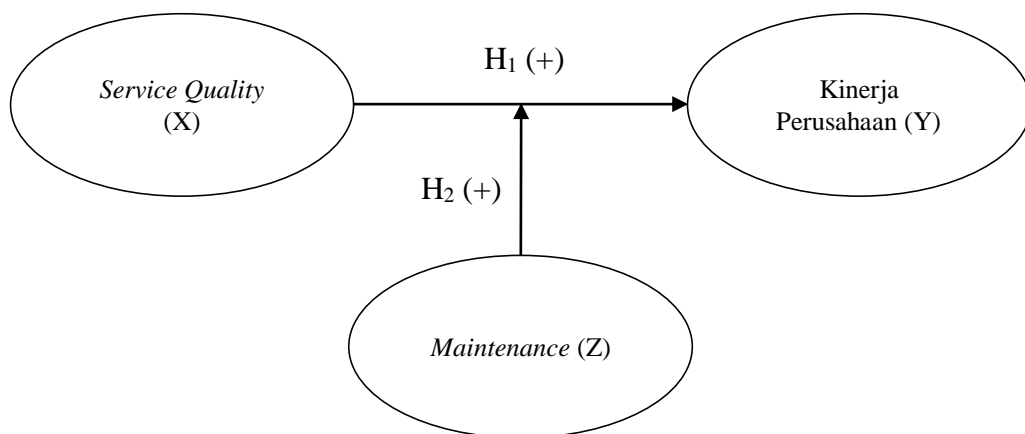 H₁ (+)
Service Quality
(X)
Kinerja
Perusahaan (Y)
H₂ (+)
Maintenance (Z)